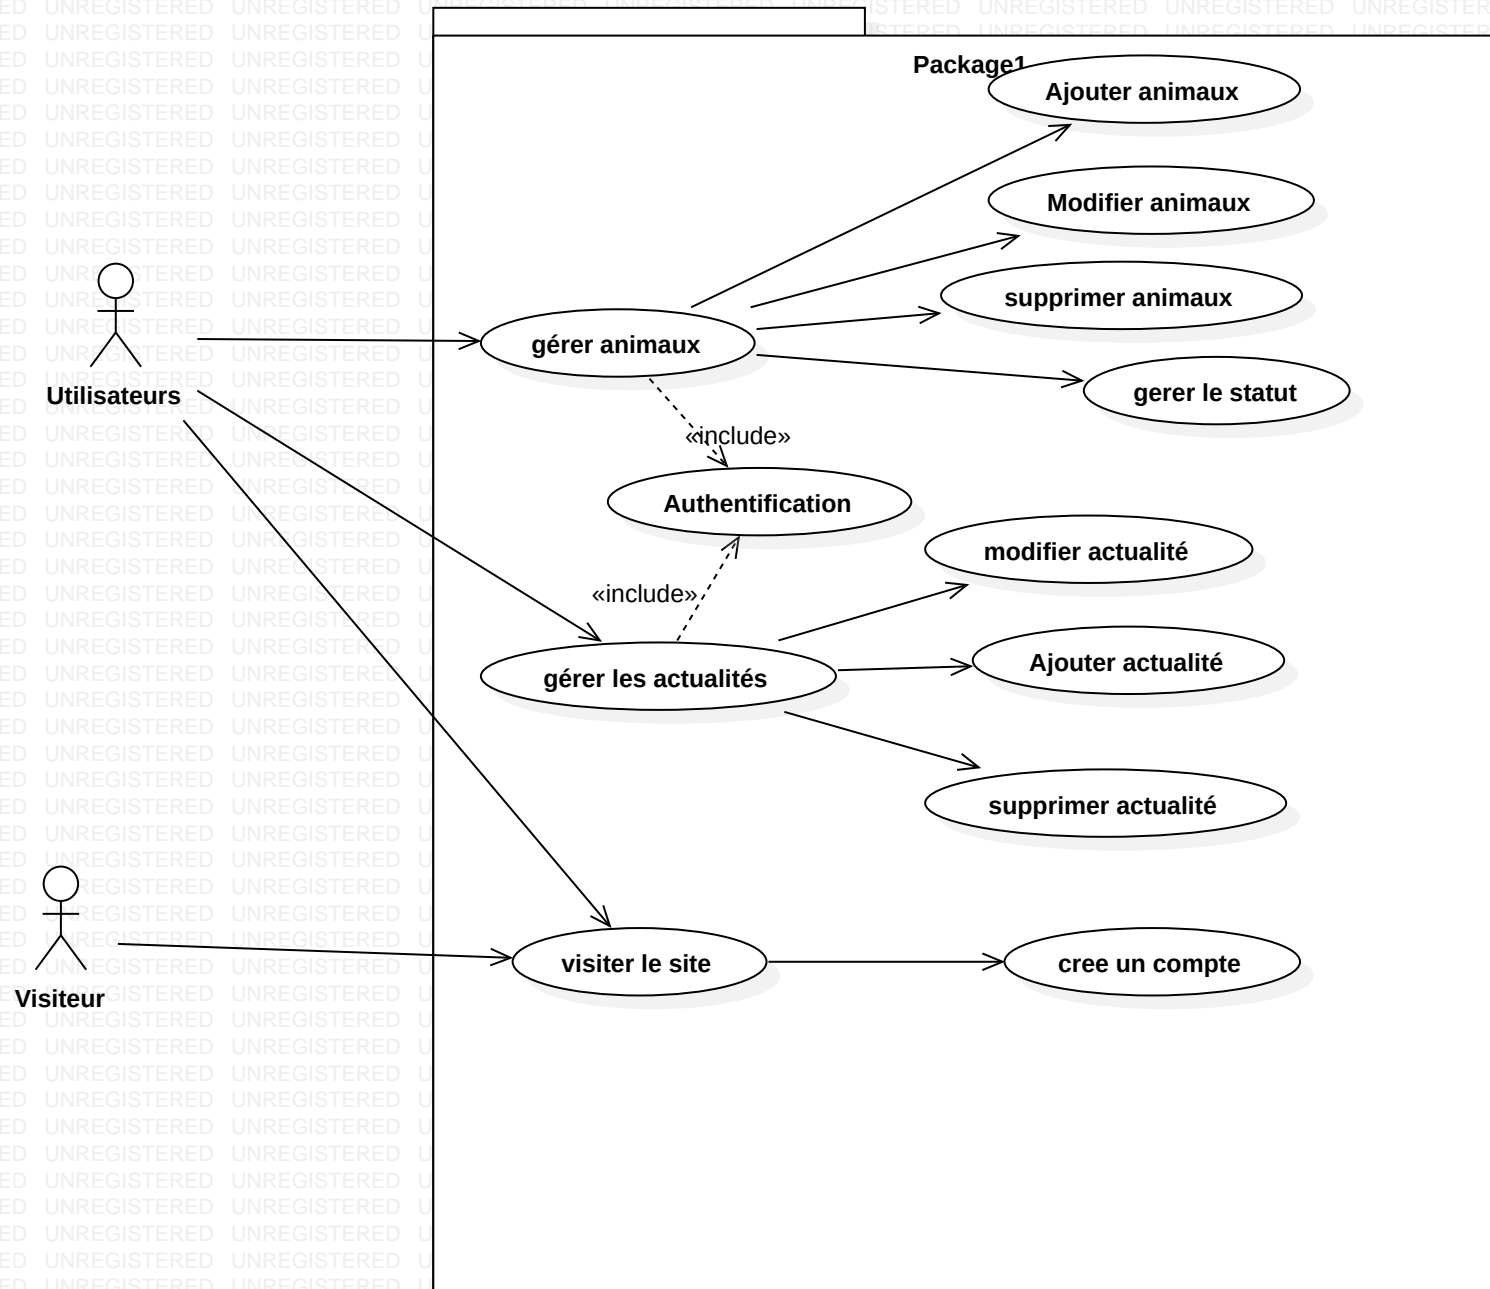 Package1
Ajouter animaux
Modifier animaux
supprimer animaux
gérer animaux
gerer le statut
Utilisateurs
«include»
Authentification
modifier actualité
«include»
Ajouter actualité
gérer les actualités
supprimer actualité
visiter le site
cree un compte
Visiteur
UNREGISTERED